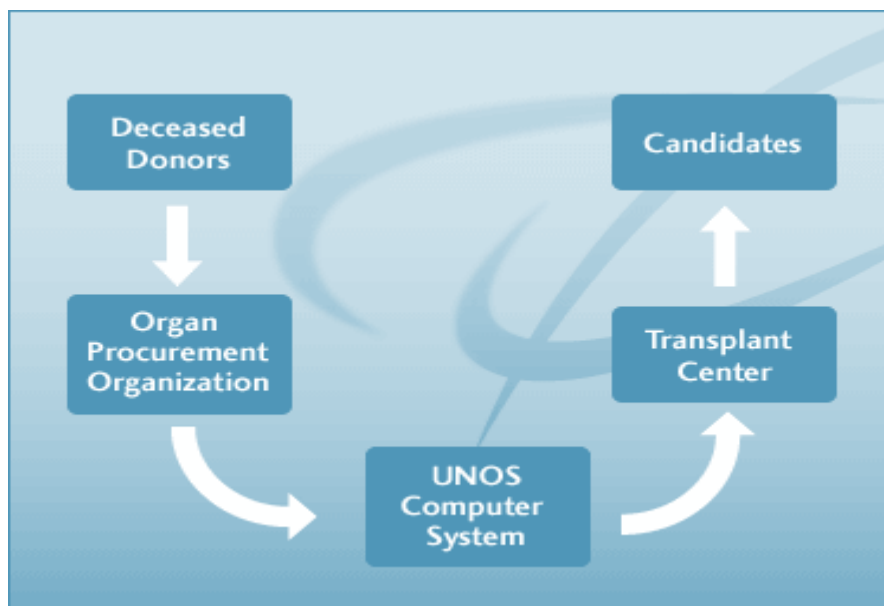 Deceased
Donors
Organ
Procurement
Organization
UNOS
Computer
System
Transplant
Center
Candidates